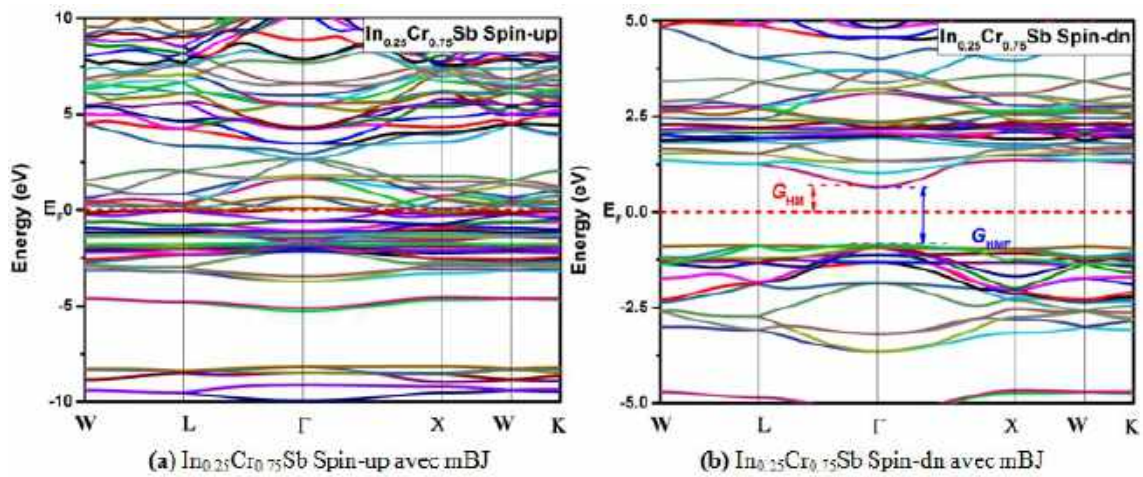 In0.25Cr0.75Sb Spin-up
10
5
EF 0.0
-5
-10
Energy (eV)
W L Γ X W K
(a) In0.25Cr0.75Sb Spin-up avec mBJ
In0.25Cr0.75Sb Spin-dn
5.0
2.5
EF 0.0
-2.5
-5.0
Energy (eV)
GHM
GHMF
W L Γ X W K
(b) In0.25Cr0.75Sb Spin-dn avec mBJ